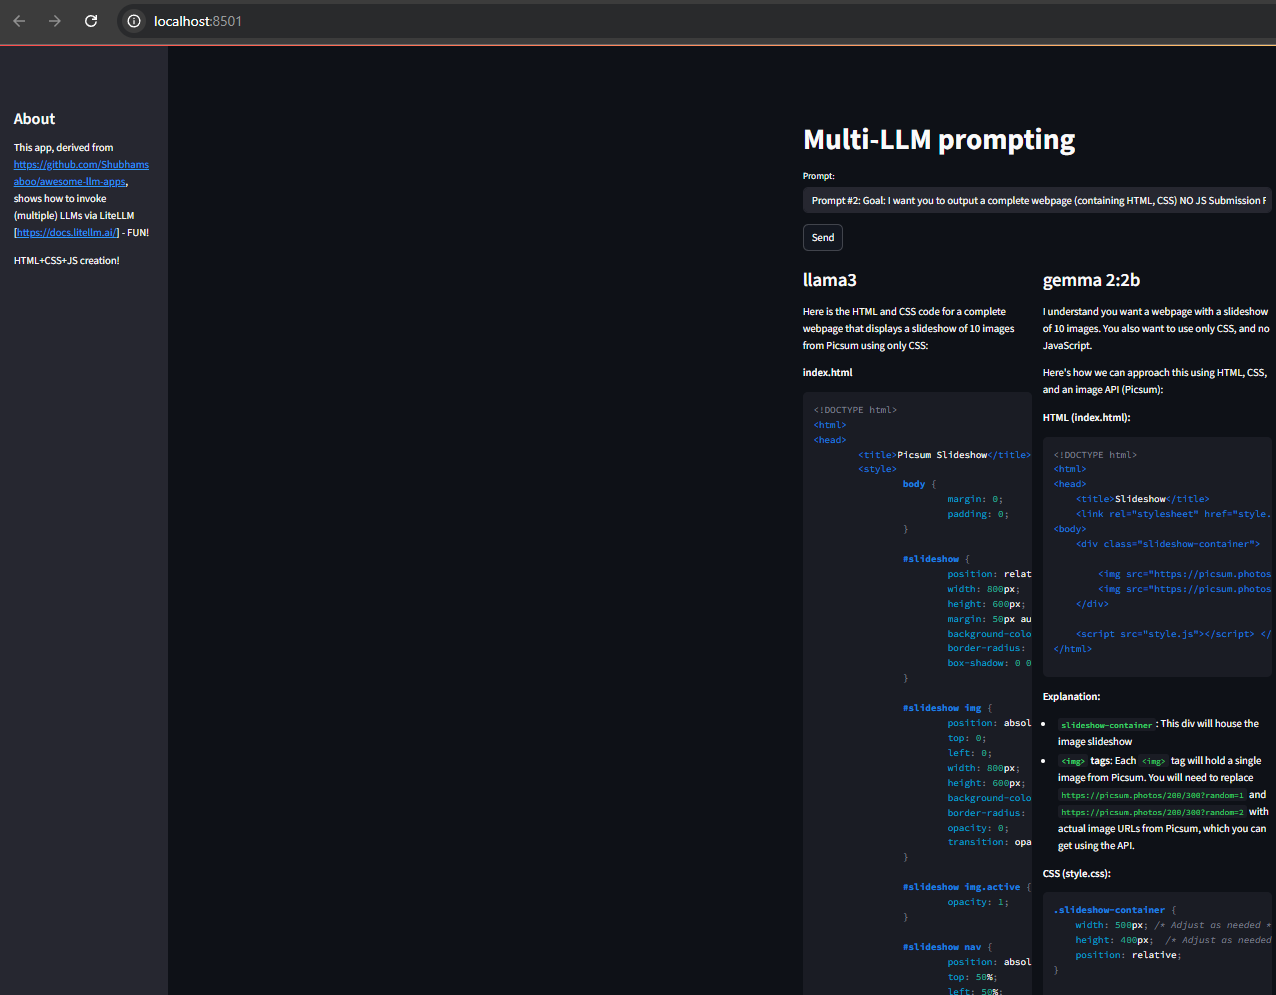 localhost:8501
About
This app, derived from
https://github.com/Shubhams
aboo/awesome-llm-apps,
shows how to invoke
(multiple) LLMs via LiteLLM
[https://docs.litellm.ai/] - FUN!
HTML+CSS+JS creation!
Multi-LLM prompting
Prompt:
Prompt #2: Goal: I want you to output a complete webpage (containing HTML, CSS) NO JS Submission F
Send
llama3
Here is the HTML and CSS code for a complete
webpage that displays a slideshow of 10 images
from Picsum using only CSS:
index.html
<!DOCTYPE html>
<html>
<head>
<title>Picsum Slideshow</title>
<style>
body {
margin: 0;
padding: 0;
}
#slideshow {
position: relat
width: 800px;
height: 600px;
margin: 50px au
background-colo
border-radius:
box-shadow: 0 0
}
#slideshow img {
position: absol
top: 0;
left: 0;
width: 800px;
height: 600px;
background-colo
border-radius:
opacity: 0;
transition: opa
}
#slideshow img.active {
opacity: 1;
}
#slideshow nav {
position: absol
top: 50%;
left: 50%;
gemma 2:2b
I understand you want a webpage with a slideshow
of 10 images. You also want to use only CSS, and no
JavaScript.
Here's how we can approach this using HTML, CSS,
and an image API (Picsum):
HTML (index.html):
<!DOCTYPE html>
<html>
<head>
<title>Slideshow</title>
<link rel="stylesheet" href="style.
<body>
<div class="slideshow-container">
<img src="https://picsum.photos
<img src="https://picsum.photos
</div>
<script src="style.js"></script> </
</html>
Explanation:
slideshow-container : This div will house the
image slideshow
<img> tags: Each <img> tag will hold a single
image from Picsum. You will need to replace
https://picsum.photos/200/300?random=1 and
https://picsum.photos/200/300?random=2 with
actual image URLs from Picsum, which you can
get using the API.
CSS (style.css):
.slideshow-container {
width: 500px; /* Adjust as needed *
height: 400px; /* Adjust as needed
position: relative;
}